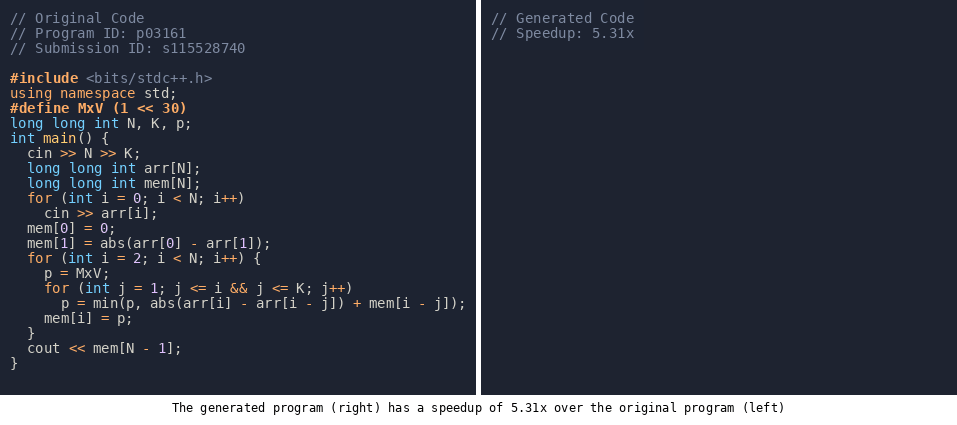 // Original Code
// Program ID: p03161
// Submission ID: s115528740
#include <bits/stdc++.h>
using namespace std;
#define MxV (1 << 30)
long long int N, K, p;
int main() {
  cin >> N >> K;
  long long int arr[N];
  long long int mem[N];
  for (int i = 0; i < N; i++)
    cin >> arr[i];
  mem[0] = 0;
  mem[1] = abs(arr[0] - arr[1]);
  for (int i = 2; i < N; i++) {
    p = MxV;
    for (int j = 1; j <= i && j <= K; j++)
      p = min(p, abs(arr[i] - arr[i - j]) + mem[i - j]);
    mem[i] = p;
  }
  cout << mem[N - 1];
}
// Generated Code
// Speedup: 5.31x
The generated program (right) has a speedup of 5.31x over the original program (left)